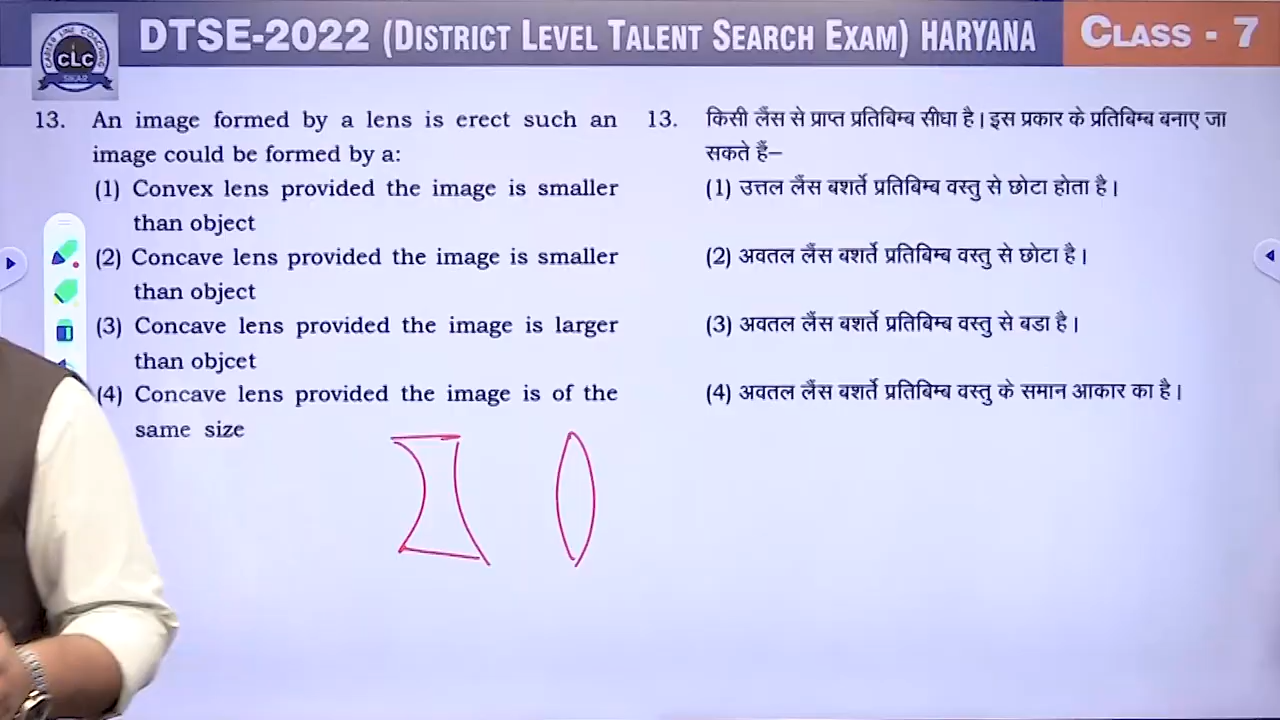 CAREER LINE COACHING
CLC
SIKAR
DTSE-2022 (DISTRICT LEVEL TALENT SEARCH EXAM) HARYANA
CLASS - 7
13. An image formed by a lens is erect such an
image could be formed by a:
(1) Convex lens provided the image is smaller
than object
(2) Concave lens provided the image is smaller
than object
(3) Concave lens provided the image is larger
than objcet
(4) Concave lens provided the image is of the
same size
13. किसी लैंस से प्राप्त प्रतिबिम्ब सीधा है। इस प्रकार के प्रतिबिम्ब बनाए जा
सकते हैं–
(1) उत्तल लैंस बशर्ते प्रतिबिम्ब वस्तु से छोटा होता है।
(2) अवतल लैंस बशर्ते प्रतिबिम्ब वस्तु से छोटा है।
(3) अवतल लैंस बशर्ते प्रतिबिम्ब वस्तु से बडा है।
(4) अवतल लैंस बशर्ते प्रतिबिम्ब वस्तु के समान आकार का है।